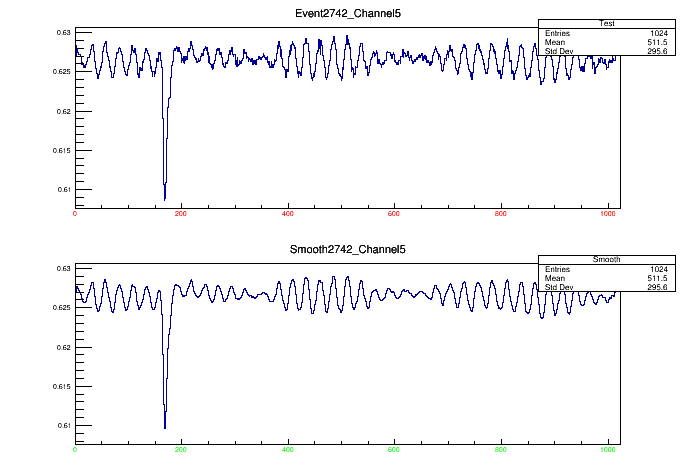 Event2742_Channel5
Test
Entries 1024
Mean 511.5
Std Dev 295.6
0.63
0.625
0.62
0.615
0.61
0 200 400 600 800 1000
Smooth2742_Channel5
Smooth
Entries 1024
Mean 511.5
Std Dev 295.6
0.63
0.625
0.62
0.615
0.61
0 200 400 600 800 1000